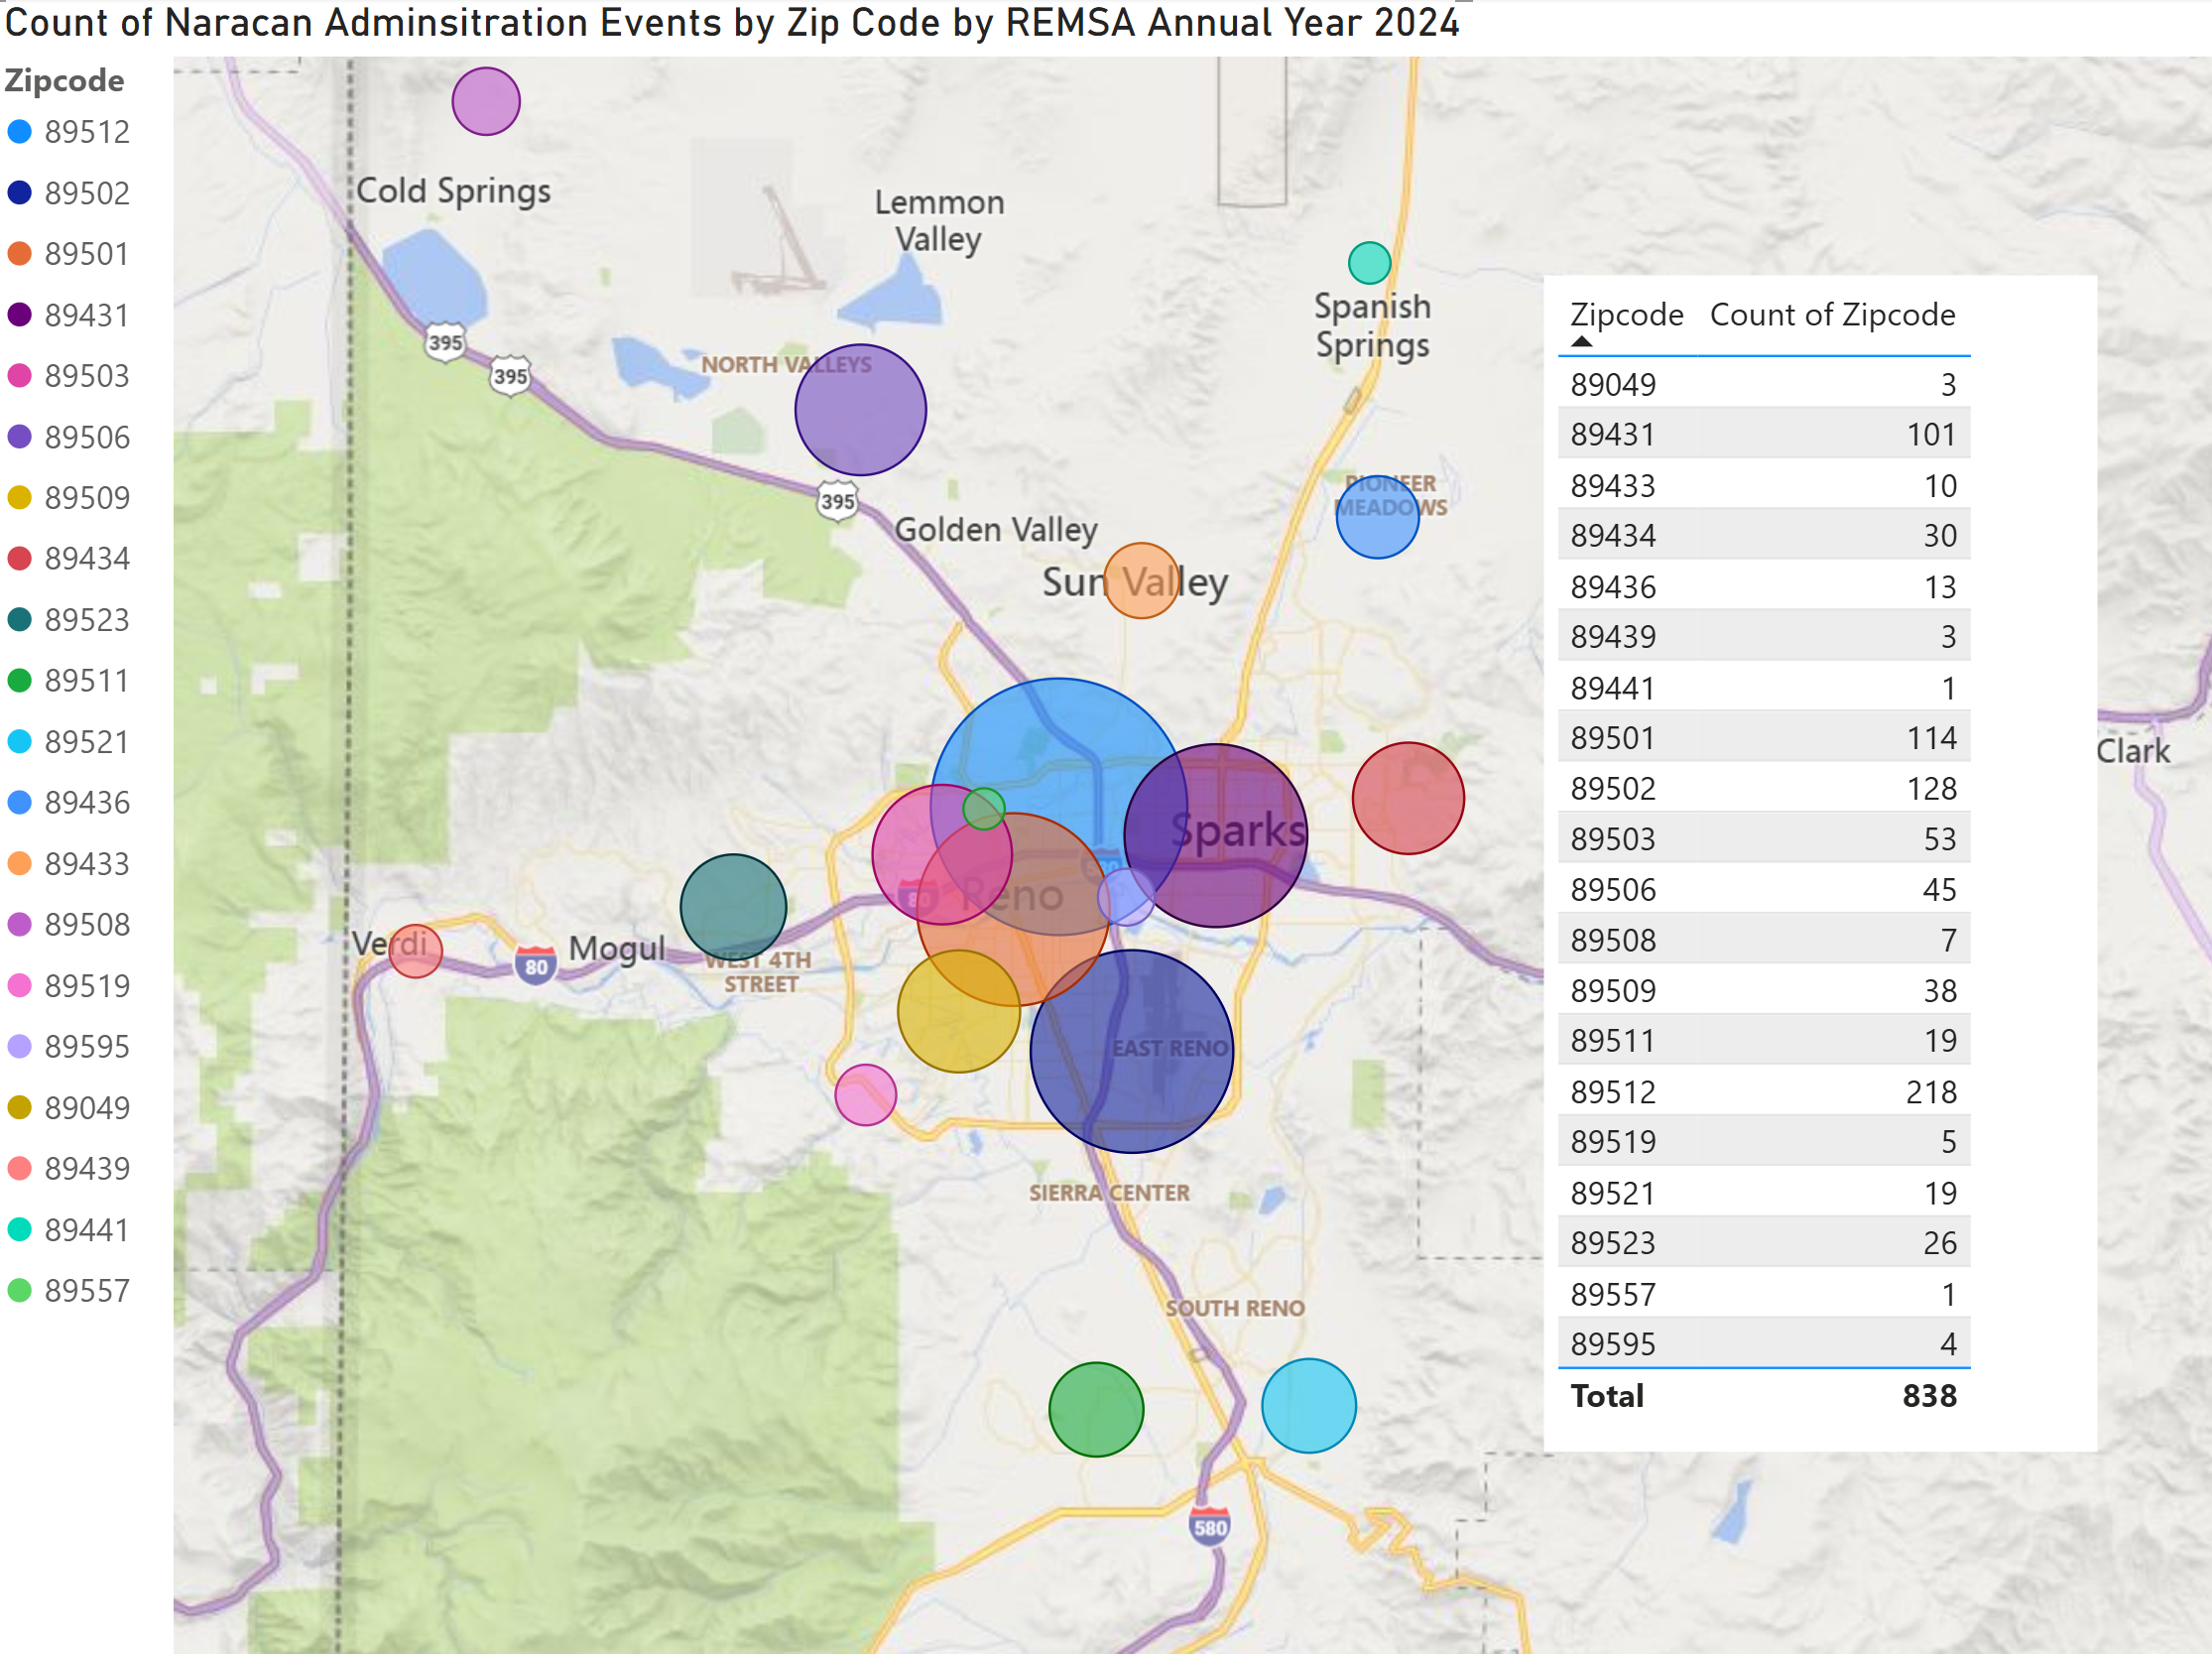 Count of Naracan Adminsitration Events by Zip Code by REMSA Annual Year 2024
Zipcode
89512
89502
89501
89431
89503
89506
89509
89434
89523
89511
89521
89436
89433
89508
89519
89595
89049
89439
89441
89557
Cold Springs
Lemmon
Valley
395
395
NORTH VALLEYS
395
Golden Valley
Sun Valley
Spanish
Springs
PIONEER
MEADOWS
Sparks
Reno
80
Verdi
80
Mogul
WEST 4TH
STREET
EAST RENO
SIERRA CENTER
SOUTH RENO
580
Clark
Zipcode Count of Zipcode
89049 3
89431 101
89433 10
89434 30
89436 13
89439 3
89441 1
89501 114
89502 128
89503 53
89506 45
89508 7
89509 38
89511 19
89512 218
89519 5
89521 19
89523 26
89557 1
89595 4
Total 838